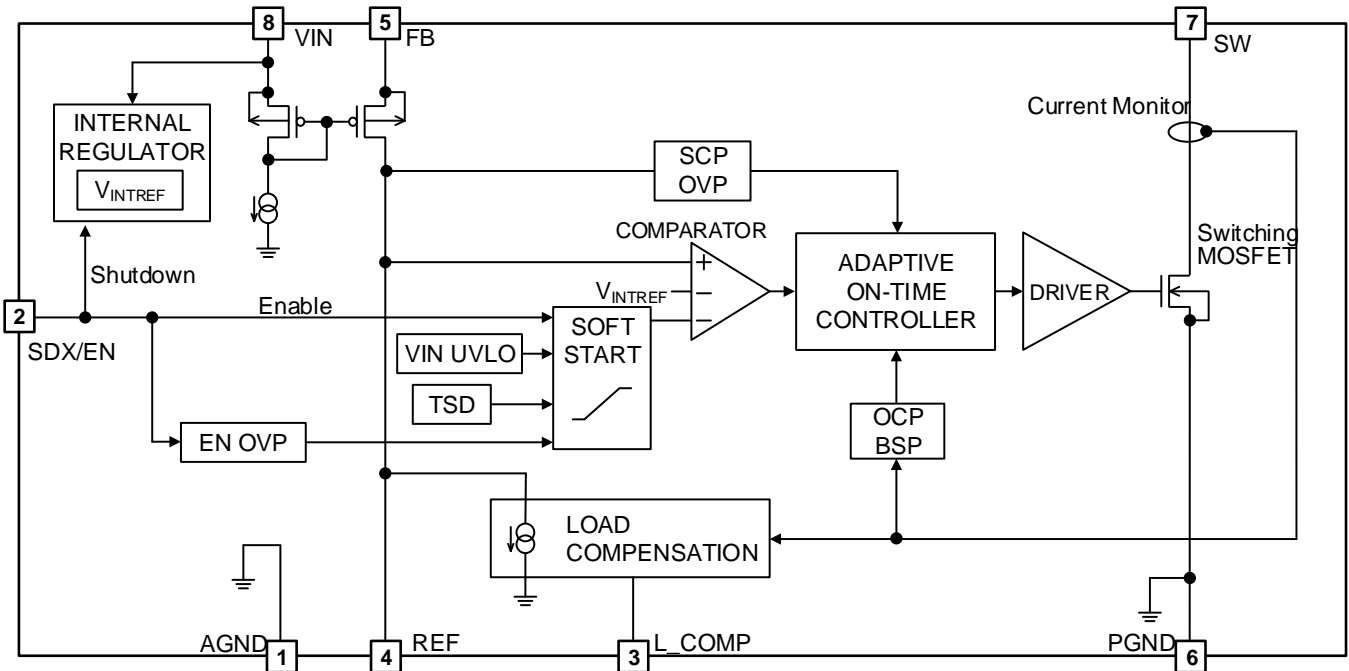 8
VIN
5
FB
7
SW
Current Monitor
INTERNAL
REGULATOR
VINTREF
SCP
OVP
COMPARATOR
Switching
MOSFET
Shutdown
+
ADAPTIVE
ON-TIME
CONTROLLER
DRIVER
VINTREF
−
−
2
SDX/EN
Enable
SOFT
START
VIN UVLO
TSD
OCP
BSP
EN OVP
LOAD
COMPENSATION
AGND
1
4
REF
3
L_COMP
PGND
6